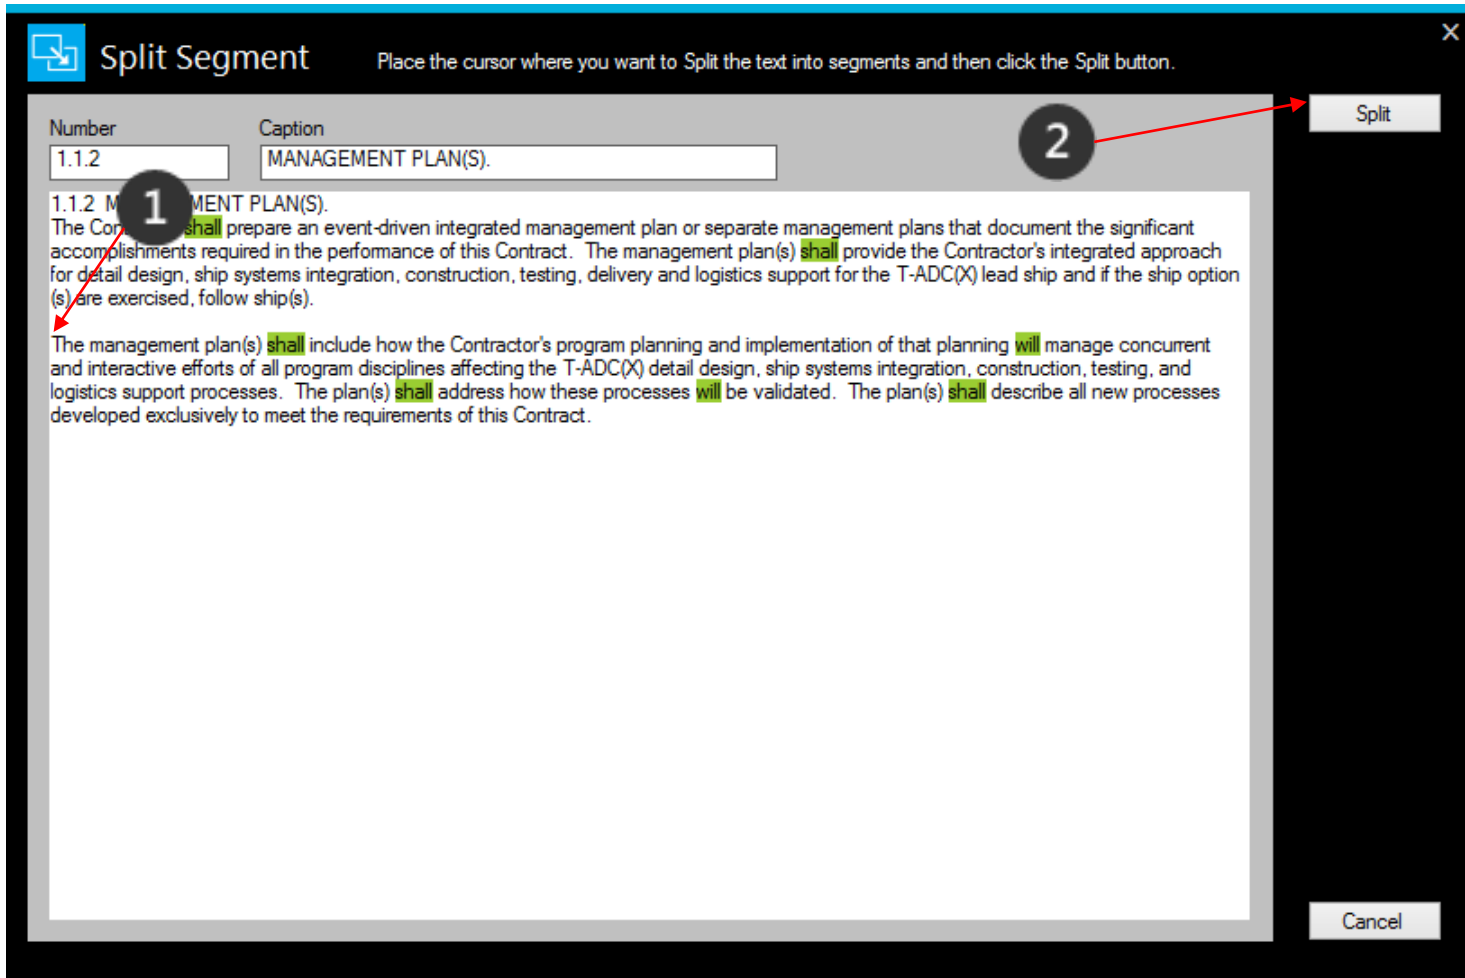 Split Segment
Place the cursor where you want to Split the text into segments and then click the Split button.
×
Split
Number
Caption
2
1.1.2
MANAGEMENT PLAN(S).
1
1.1.2 M MENT PLAN(S).
The Con shall prepare an event-driven integrated management plan or separate management plans that document the significant
accomplishments required in the performance of this Contract. The management plan(s) shall provide the Contractor's integrated approach
for detail design, ship systems integration, construction, testing, delivery and logistics support for the T-ADC(X) lead ship and if the ship option
(s) are exercised, follow ship(s).
The management plan(s) shall include how the Contractor's program planning and implementation of that planning will manage concurrent
and interactive efforts of all program disciplines affecting the T-ADC(X) detail design, ship systems integration, construction, testing, and
logistics support processes. The plan(s) shall address how these processes will be validated. The plan(s) shall describe all new processes
developed exclusively to meet the requirements of this Contract.
Cancel